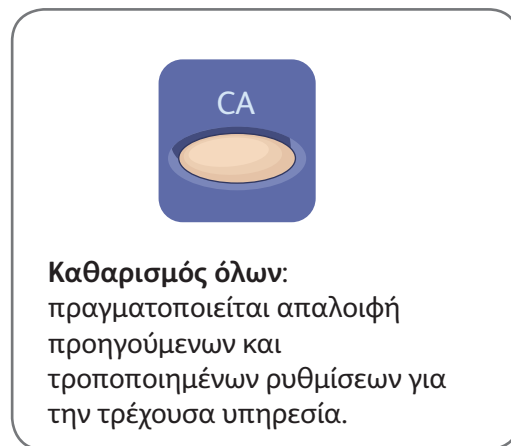 CA
Καθαρισμός όλων:
πραγματοποιείται απαλοιφή
προηγούμενων και
τροποποιημένων ρυθμίσεων για
την τρέχουσα υπηρεσία.